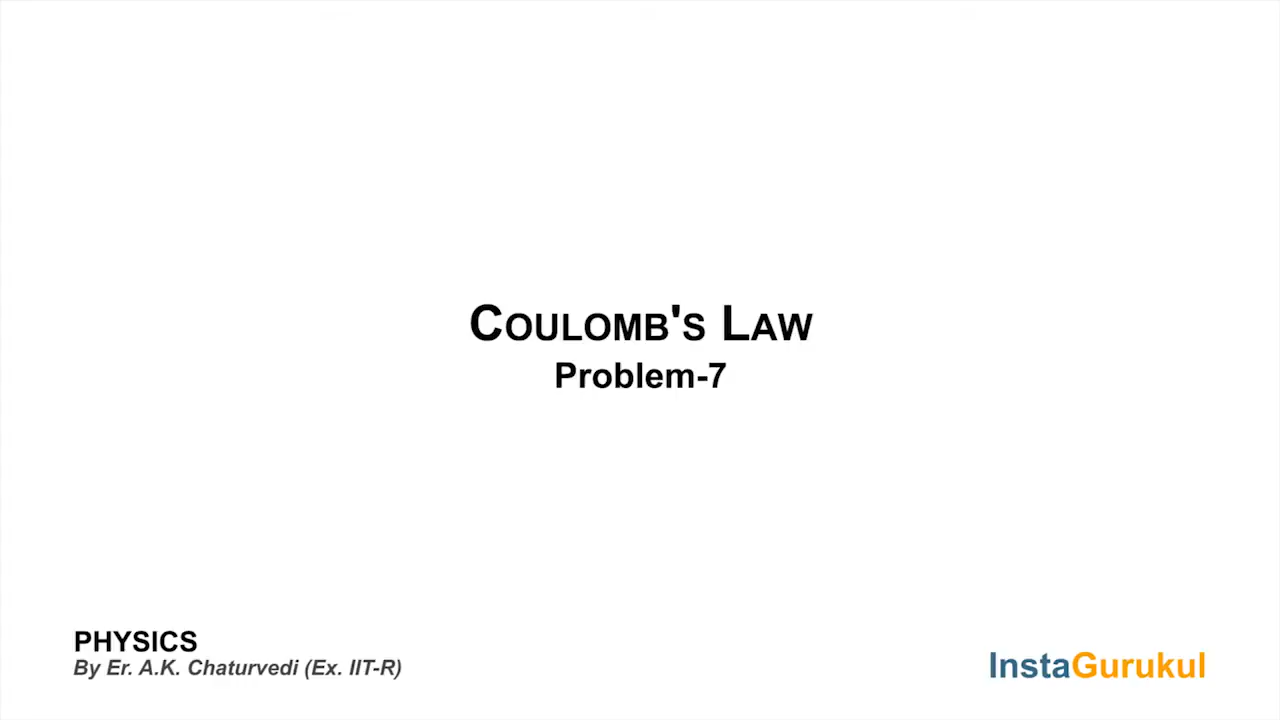 Coulomb's Law
Problem-7
PHYSICS
By Er. A.K. Chaturvedi (Ex. IIT-R)
InstaGurukul